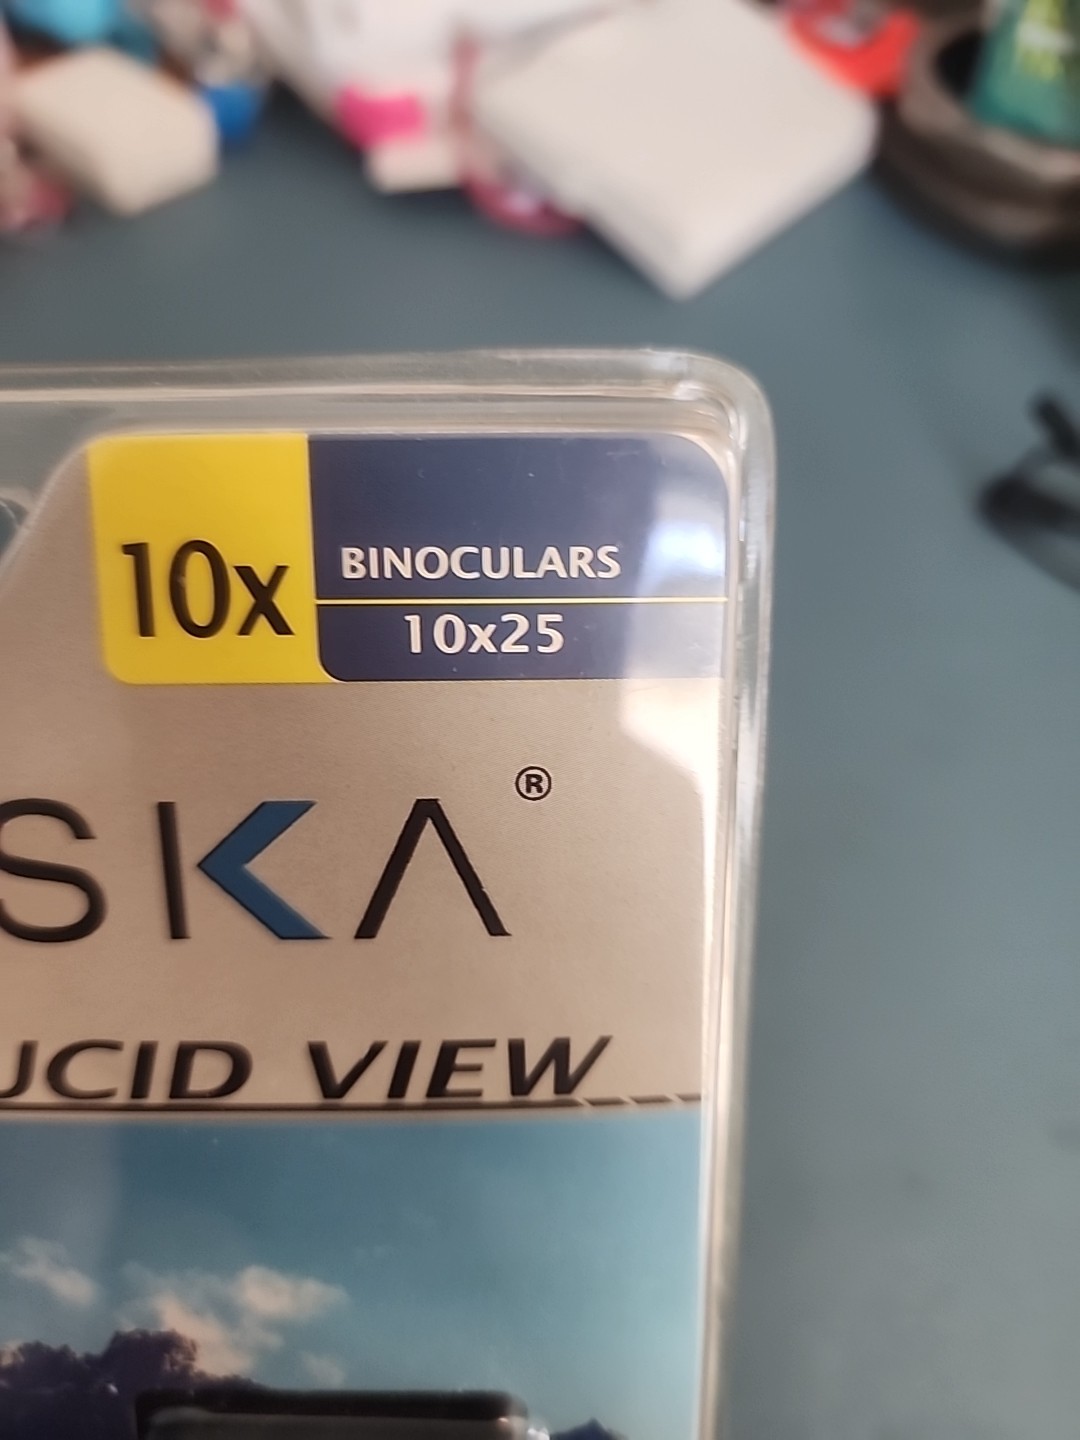 10x
BINOCULARS
10x25
SKA®
UCID VIEW